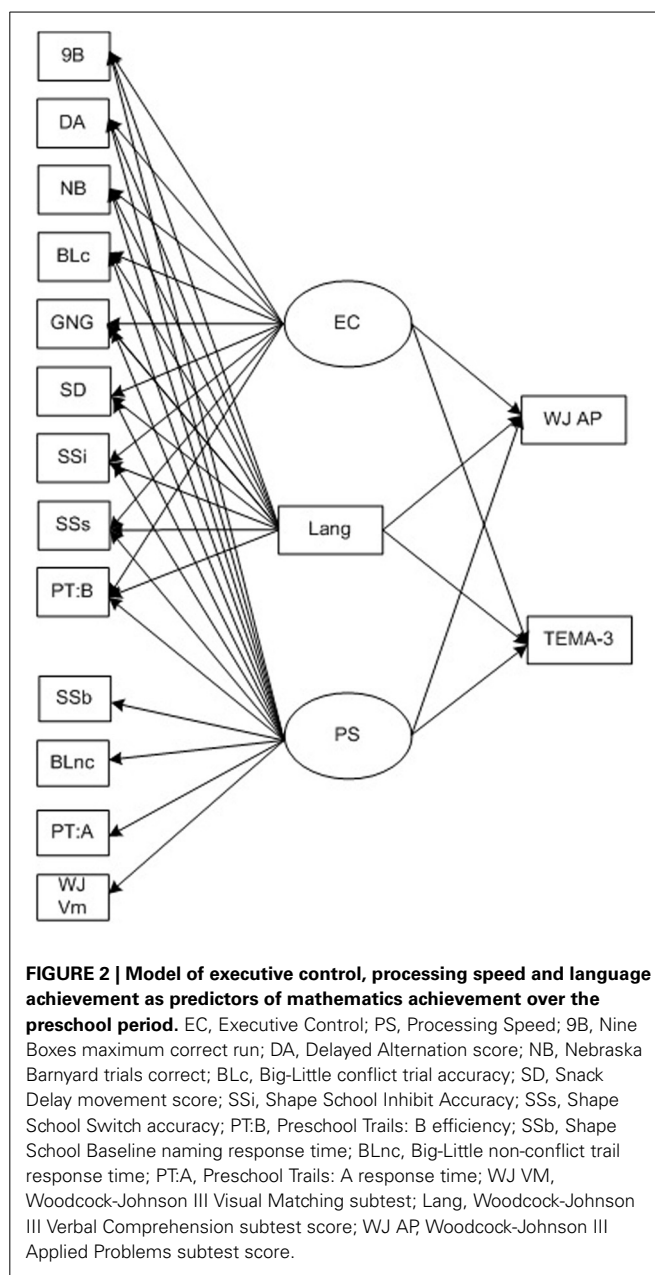 9B
DA
NB
BLc
GNG
SD
SSi
SSs
PT:B
SSb
BLnc
PT:A
WJ
Vm
EC
Lang
PS
WJ AP
TEMA-3
FIGURE 2 | Model of executive control, processing speed and language
achievement as predictors of mathematics achievement over the
preschool period. EC, Executive Control; PS, Processing Speed; 9B, Nine
Boxes maximum correct run; DA, Delayed Alternation score; NB, Nebraska
Barnyard trials correct; BLc, Big-Little conflict trial accuracy; SD, Snack
Delay movement score; SSi, Shape School Inhibit Accuracy; SSs, Shape
School Switch accuracy; PT:B, Preschool Trails: B efficiency; SSb, Shape
School Baseline naming response time; BLnc, Big-Little non-conflict trail
response time; PT:A, Preschool Trails: A response time; WJ VM,
Woodcock-Johnson III Visual Matching subtest; Lang, Woodcock-Johnson
III Verbal Comprehension subtest score; WJ AP, Woodcock-Johnson III
Applied Problems subtest score.